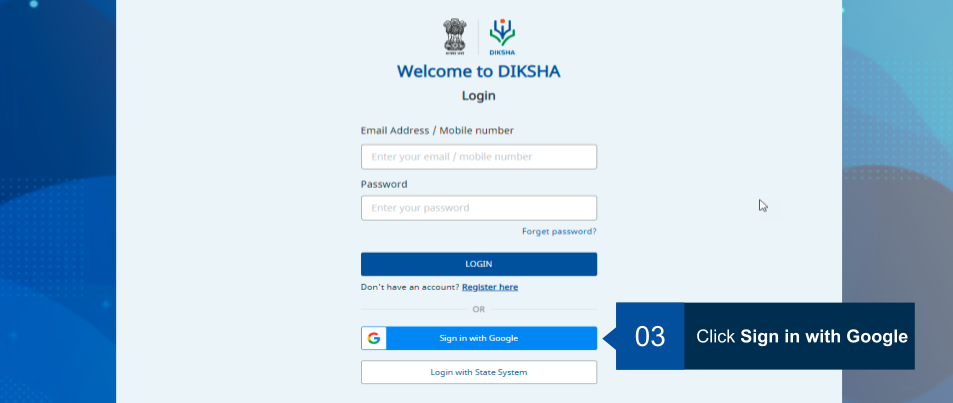 DIKSHA
Welcome to DIKSHA
Login
Email Address / Mobile number
Enter your email / mobile number
Password
Enter your password
Forget password?
LOGIN
Don't have an account? Register here
OR
Sign in with Google
03 Click Sign in with Google
Login with State System